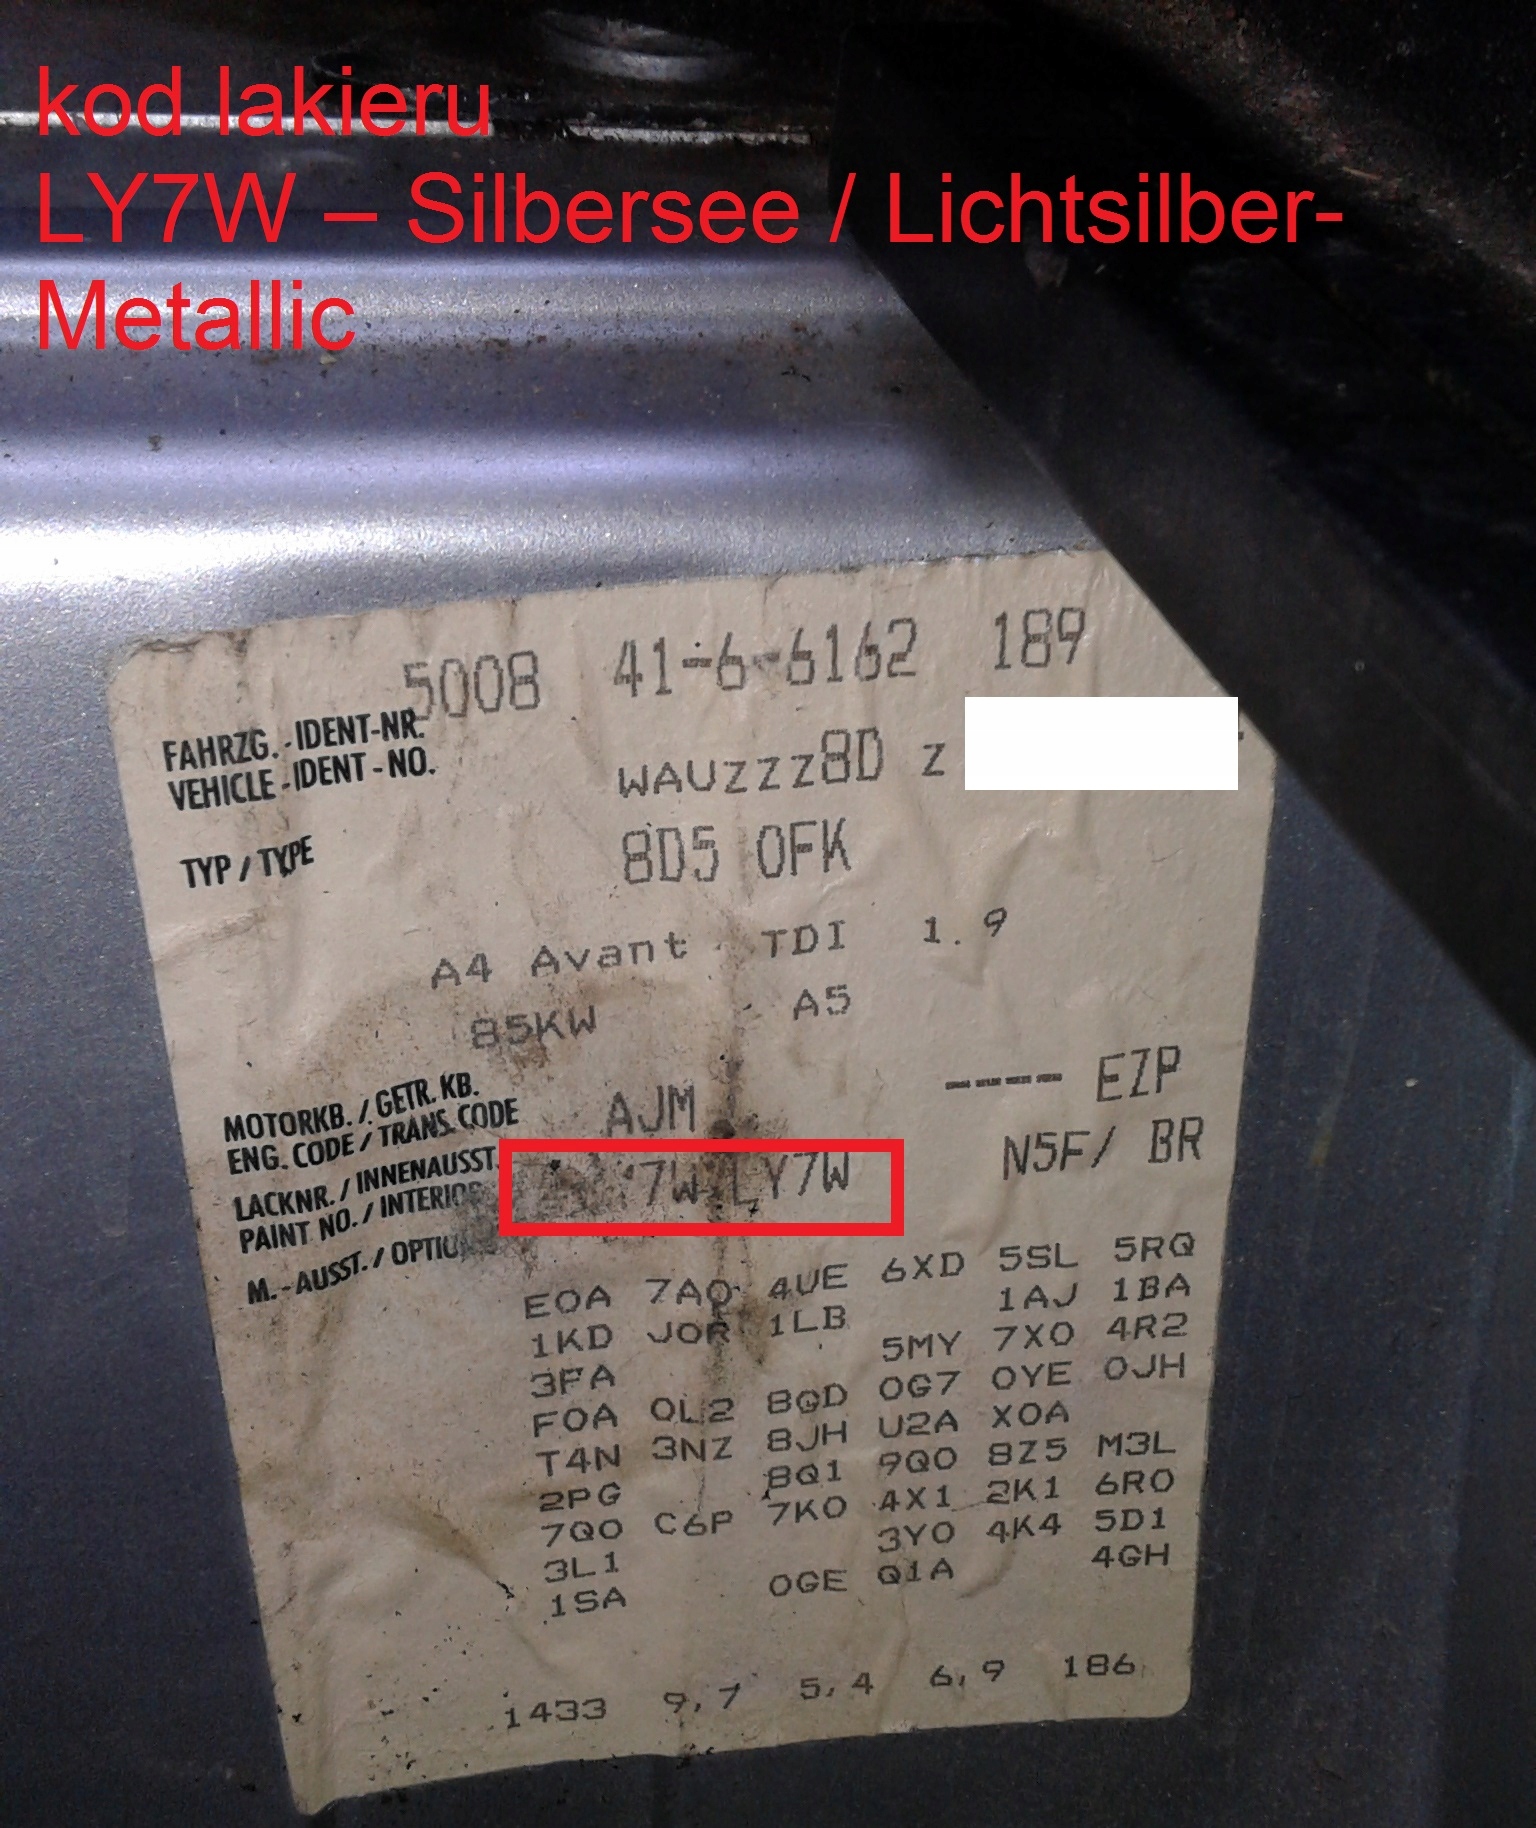 kod lakieru
LY7W – Silbersee / Lichtsilber-
Metallic
5008 41-6-6162 189
FAHRZG.-IDENT-NR.
VEHICLE-IDENT-NO.
WAUZZZ8D Z
TYP / TYPE
8D5 0FK
A4 Avant TDI 1.9
85KW A5
MOTORKB. / GETR. KB.
ENG. CODE / TRANS. CODE
AJM ---- EZP
LACKNR. / INNENAUSST.
PAINT NO. / INTERIOR
7W LY7W N5F/ BR
M.-AUSST. / OPTIO
E0A 7AQ 4UE 6XD 5SL 5RQ
1KD J0R 1LB 1AJ 1BA
3FA 5MY 7X0 4R2
F0A 0L2 8GD 0G7 0YE 0JH
T4N 3NZ 8JH U2A X0A
2PG 8Q1 9Q0 8Z5 M3L
7Q0 C6P 7K0 4X1 2K1 6R0
3L1 3Y0 4K4 5D1
1SA 0GE Q1A 4GH
1433 9,7 5,4 6,9 186